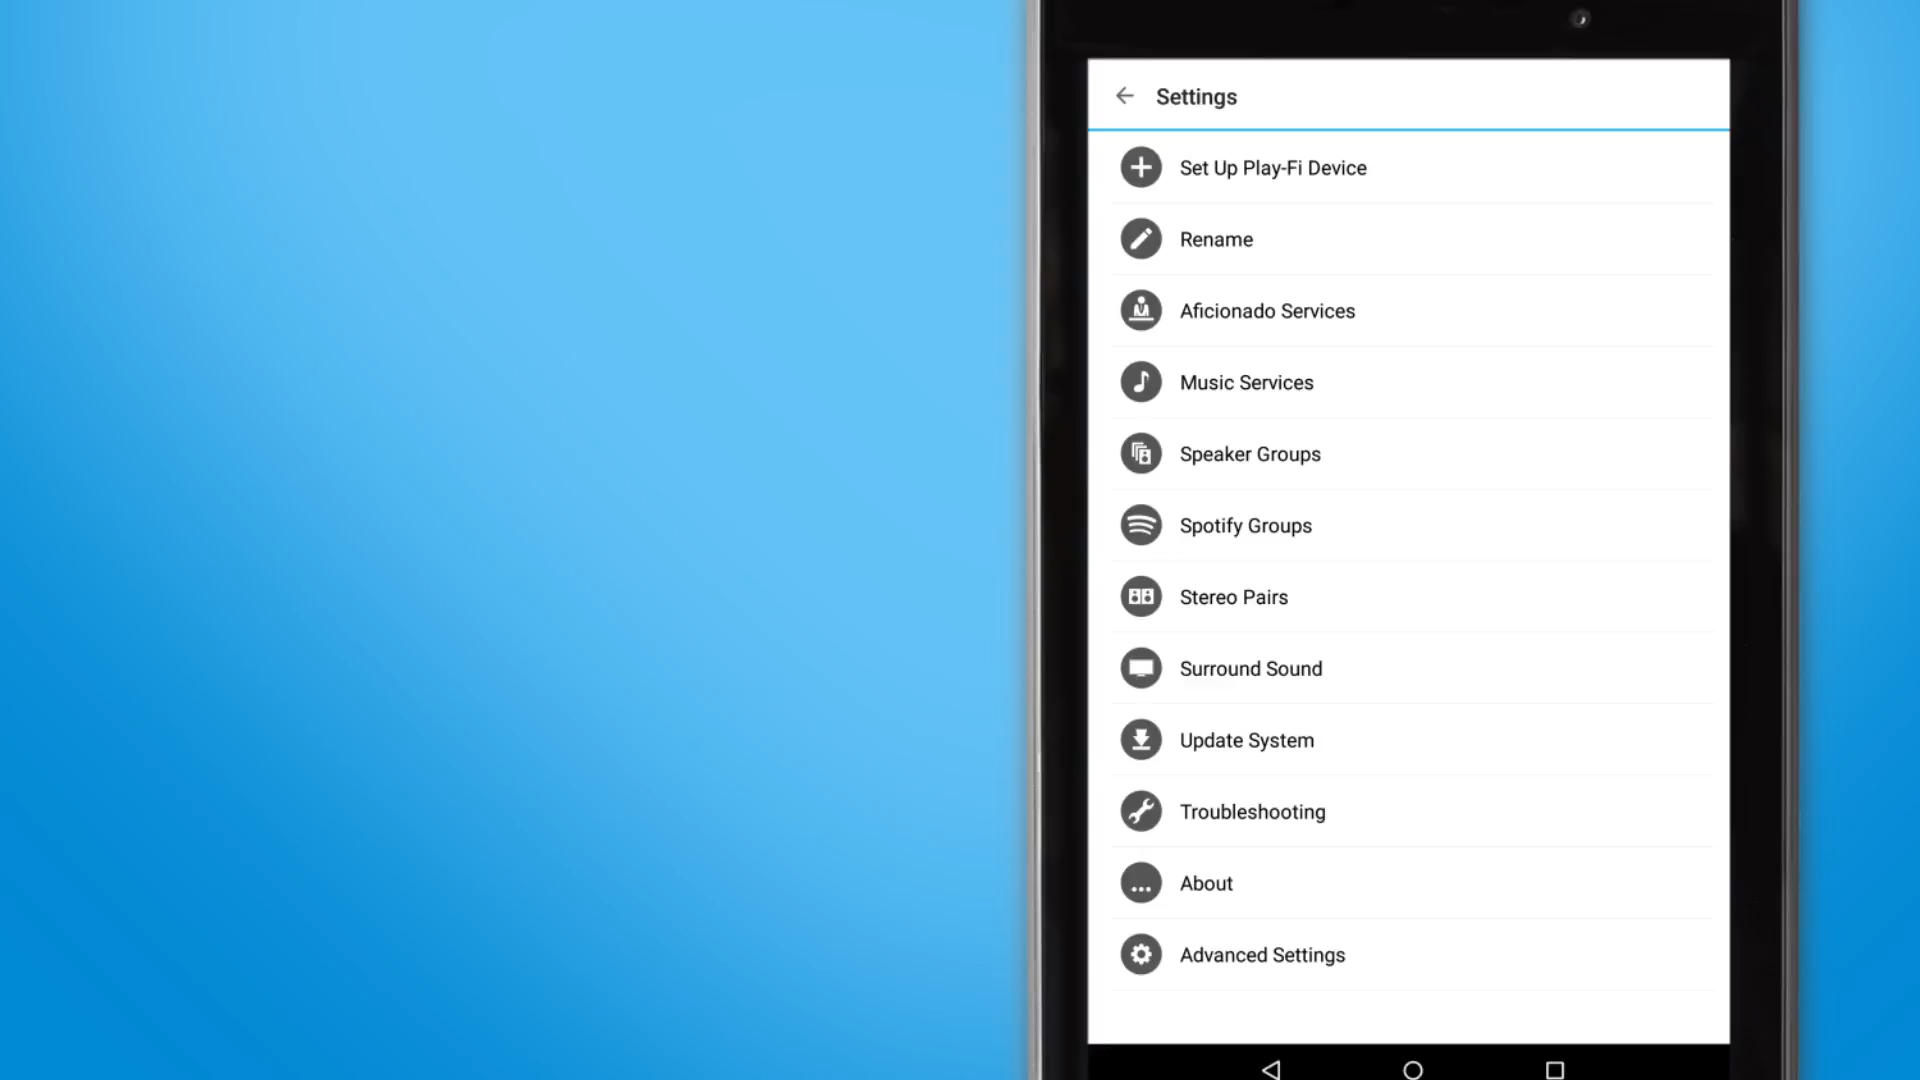 Settings
Set Up Play-Fi Device
Rename
Aficionado Services
Music Services
Speaker Groups
Spotify Groups
Stereo Pairs
Surround Sound
Update System
Troubleshooting
About
Advanced Settings